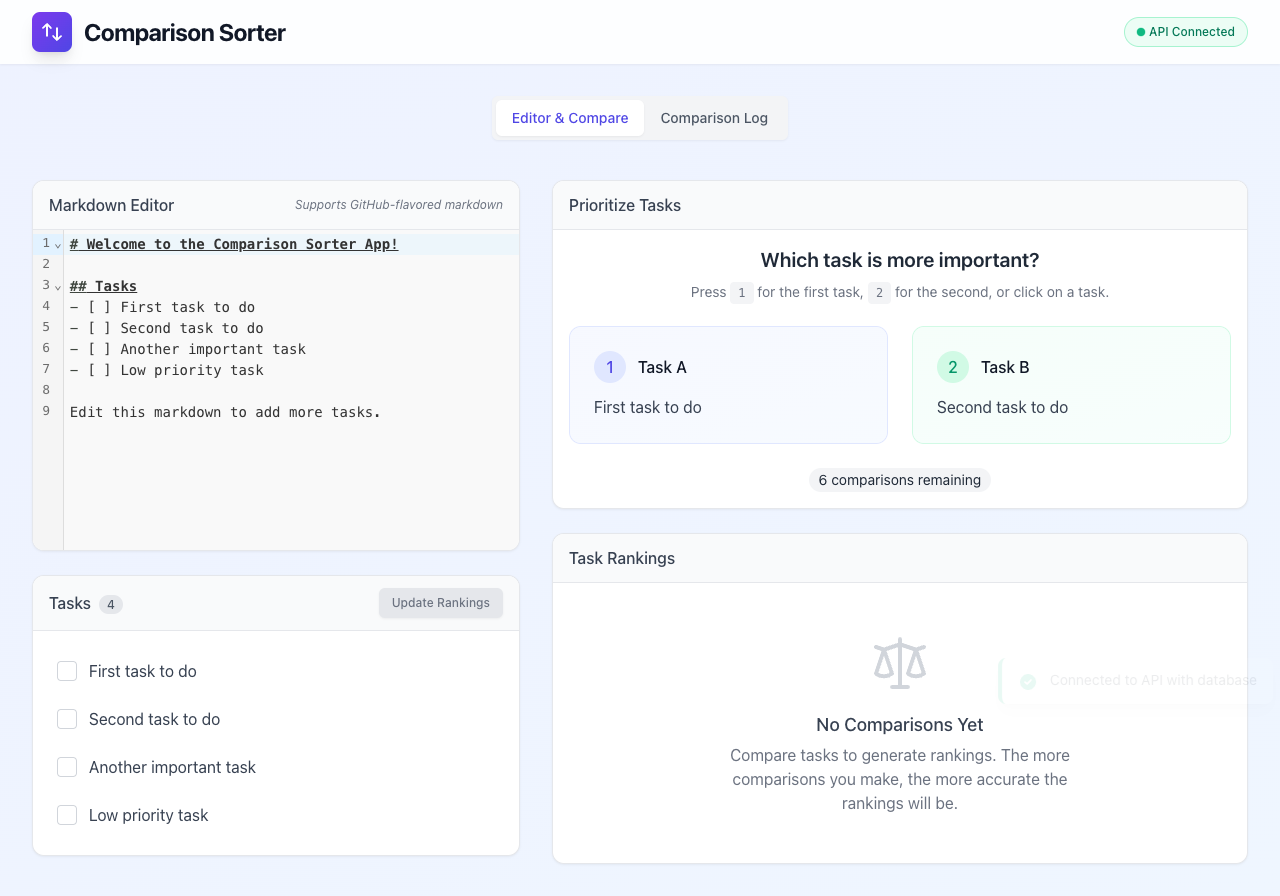 Comparison Sorter
API Connected
Editor & Compare
Comparison Log
Markdown Editor
Supports GitHub-flavored markdown
1 # Welcome to the Comparison Sorter App!
2
3 ## Tasks
4 - [ ] First task to do
5 - [ ] Second task to do
6 - [ ] Another important task
7 - [ ] Low priority task
8
9 Edit this markdown to add more tasks.
Tasks 4
Update Rankings
First task to do
Second task to do
Another important task
Low priority task
Prioritize Tasks
Which task is more important?
Press 1 for the first task, 2 for the second, or click on a task.
1 Task A
First task to do
2 Task B
Second task to do
6 comparisons remaining
Task Rankings
Connected to API with database
No Comparisons Yet
Compare tasks to generate rankings. The more
comparisons you make, the more accurate the
rankings will be.